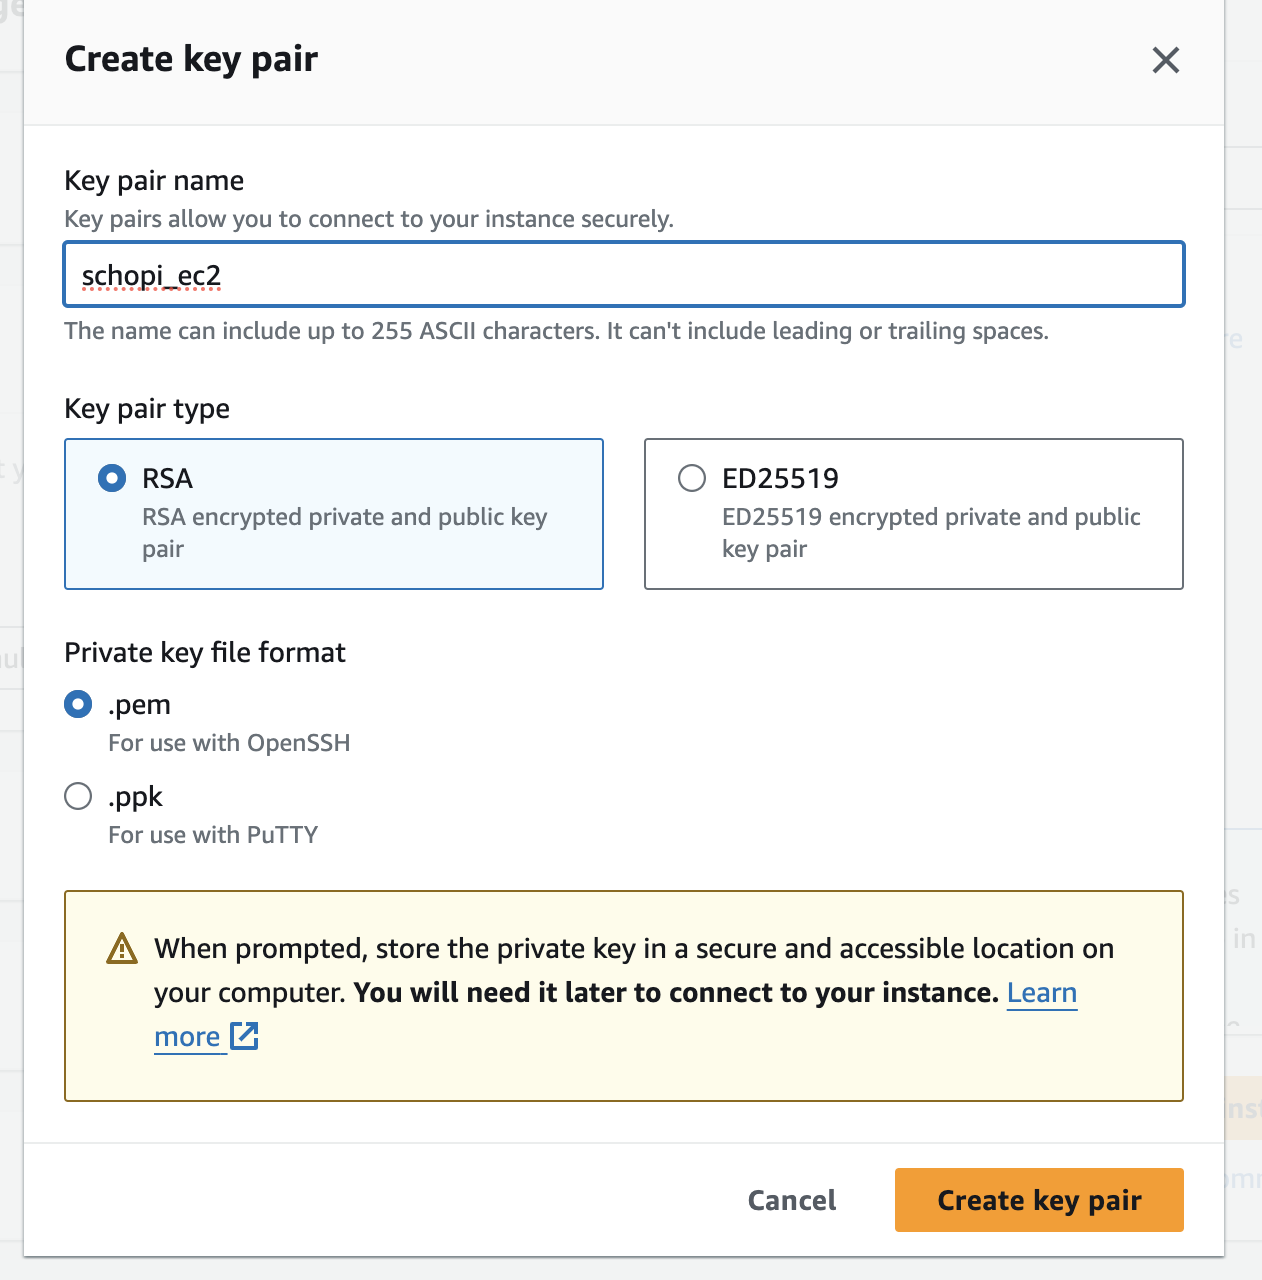 Create key pair
Key pair name
Key pairs allow you to connect to your instance securely.
schopi_ec2
The name can include up to 255 ASCII characters. It can't include leading or trailing spaces.
Key pair type
RSA
RSA encrypted private and public key
pair
ED25519
ED25519 encrypted private and public
key pair
Private key file format
.pem
For use with OpenSSH
.ppk
For use with PuTTY
When prompted, store the private key in a secure and accessible location on
your computer. You will need it later to connect to your instance. Learn
more
Cancel
Create key pair